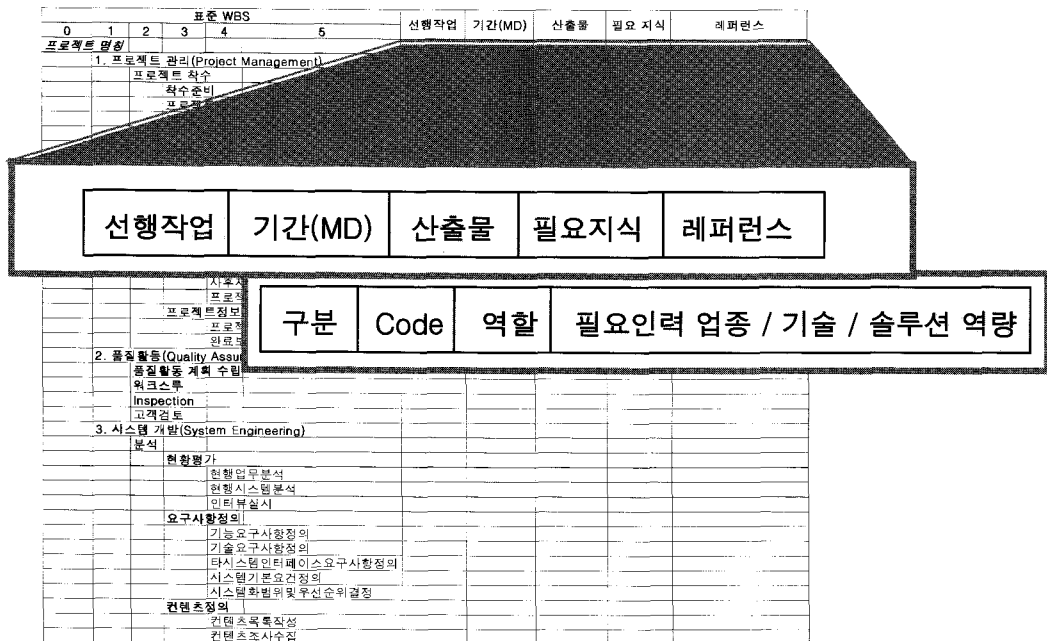 표준 WBS
선행작업 기간(MD) 산출물 필요 지식 레퍼런스
0 1 2 3 4 5
프로젝트 명칭
1. 프로젝트 관리(Project Management)
프로젝트 착수
착수준비
선행작업 기간(MD) 산출물 필요지식 레퍼런스
프로젝트정보
구분 Code 역할 필요인력 업종 / 기술 / 솔루션 역량
2. 품질활동(Quality Assu
품질활동 계획 수립
워크스루
Inspection
고객검토
3. 시스템 개발(System Engineering)
분석
현황평가
현행업무분석
현행시스템분석
인터뷰실시
요구사항정의
기능요구사항정의
기술요구사항정의
타시스템인터페이스요구사항정의
시스템기본요건정의
시스템화범위및우선순위결정
컨텐츠정의
컨텐츠목록작성
컨텐츠조사수집